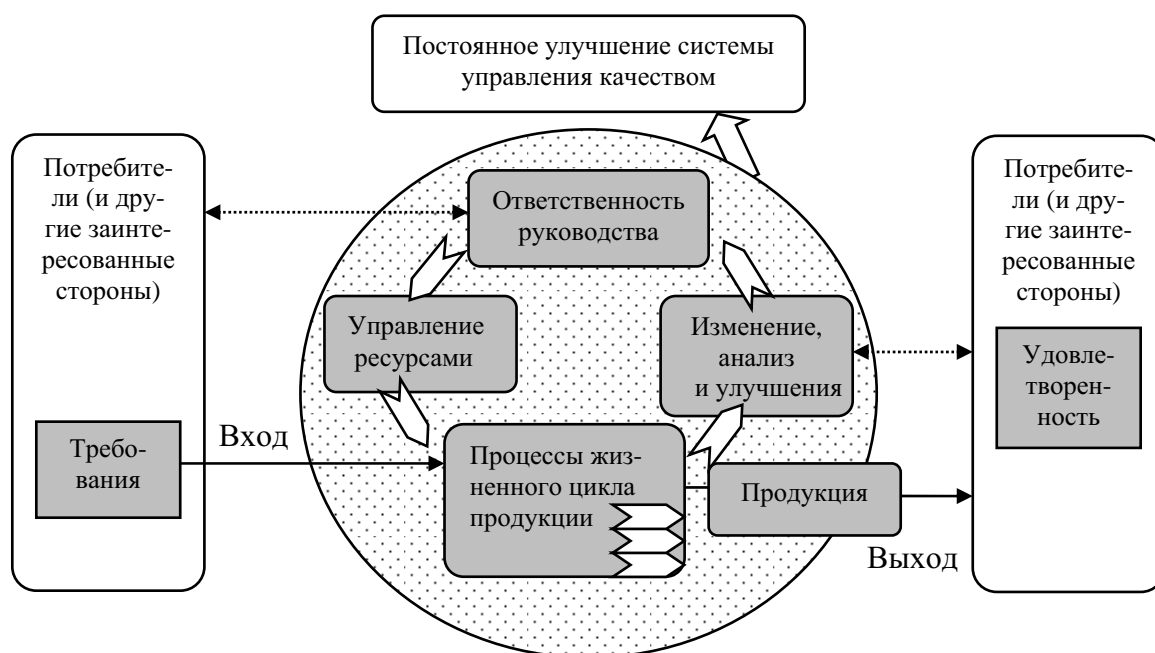 Постоянное улучшение системы
управления качеством
Потребите-
ли (и дру-
гие заинте-
ресованные
стороны)
Требо-
вания
Вход
Ответственность
руководства
Управление
ресурсами
Изменение,
анализ
и улучшения
Процессы жиз-
ненного цикла
продукции
Продукция
Выход
Потребите-
ли (и дру-
гие заинте-
ресованные
стороны)
Удовле-
творен-
ность